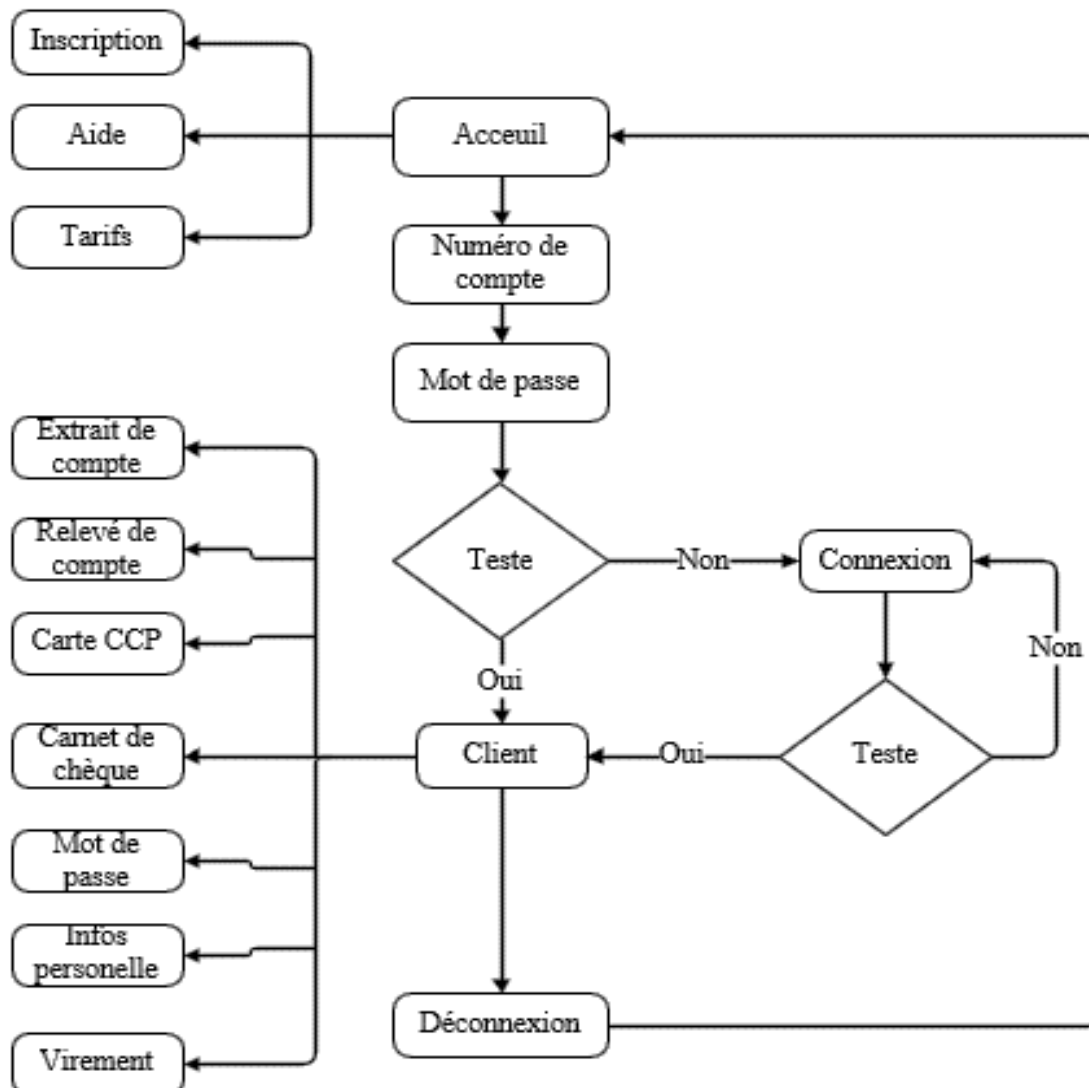 Inscription
Aide
Acceuil
Tarifs
Numéro de
compte
Mot de passe
Extrait de
compte
Relevé de
compte
Teste
Non
Connexion
Carte CCP
Non
Oui
Carnet de
chèque
Client
Oui
Teste
Mot de
passe
Infos
personelle
Déconnexion
Virement